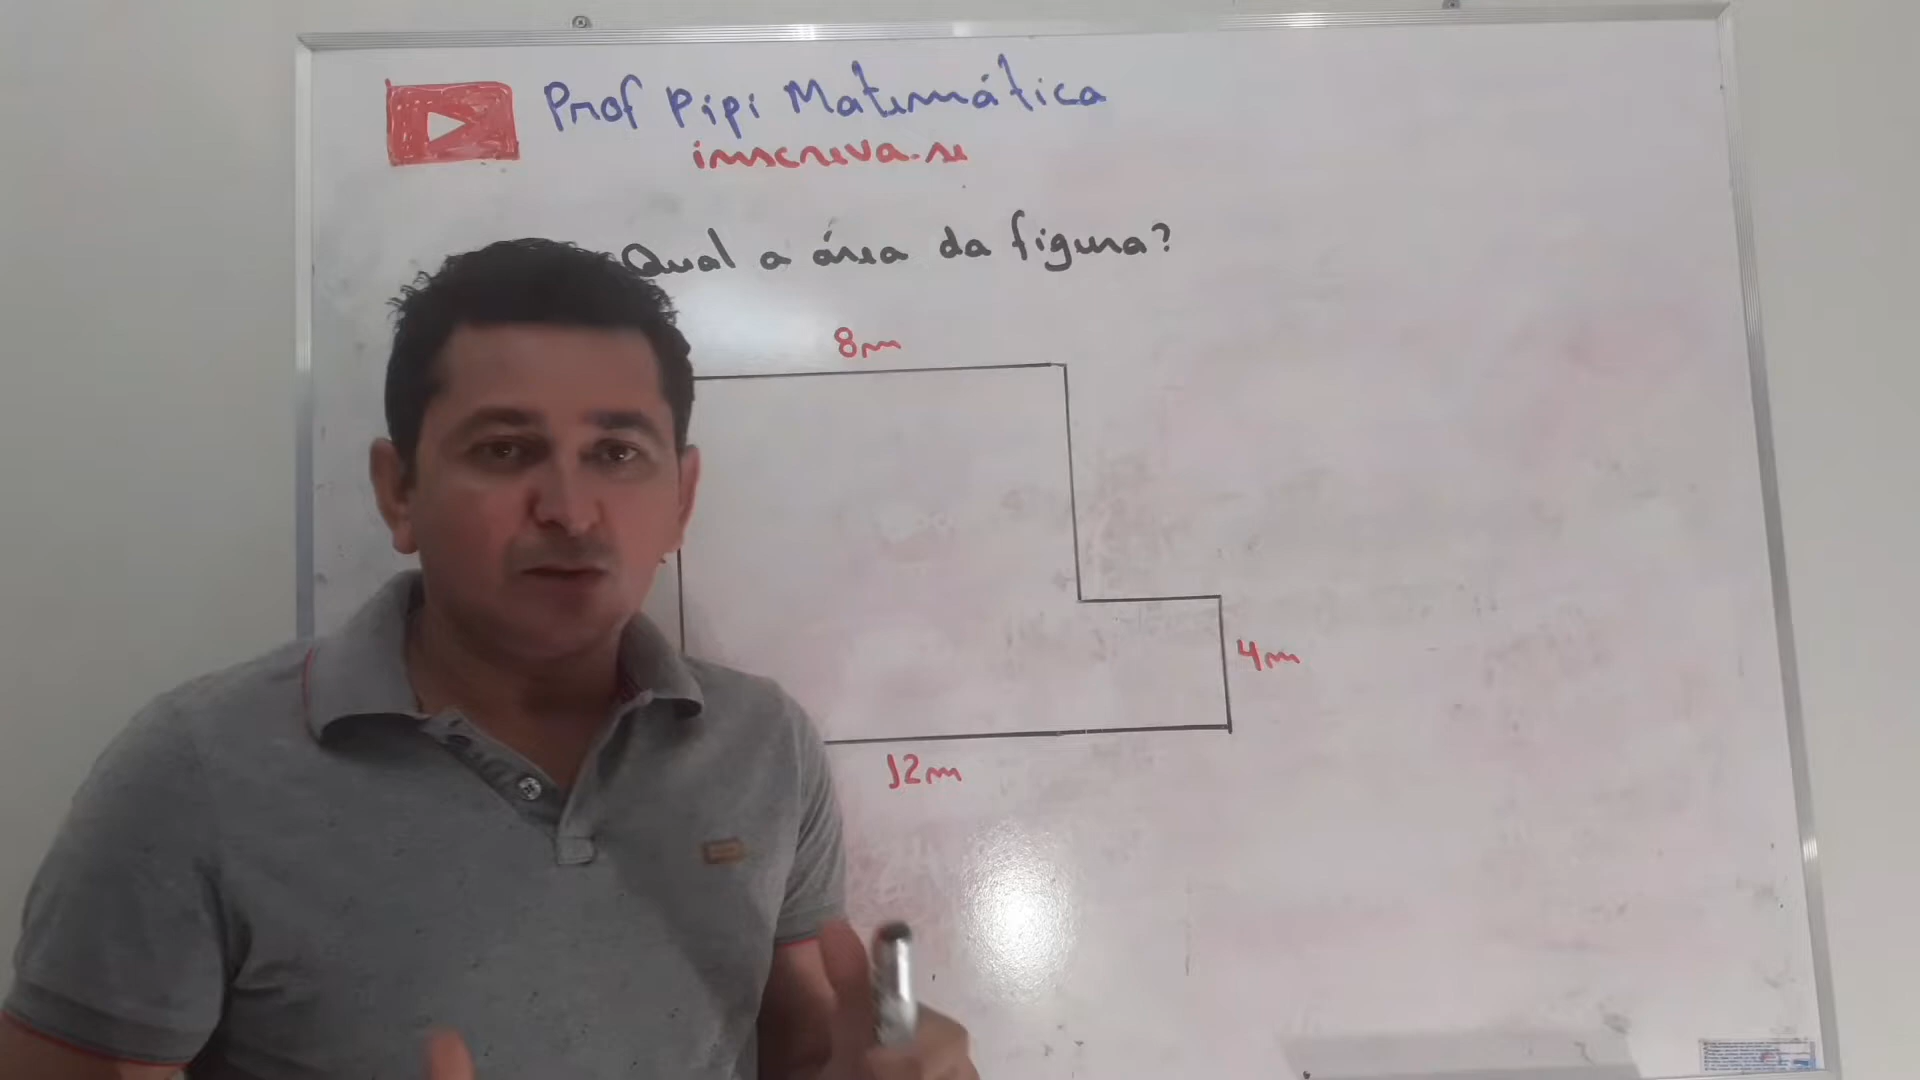 Prof Pipi Matemática
inscreva-se
Qual a área da figura?
8m
4m
12m